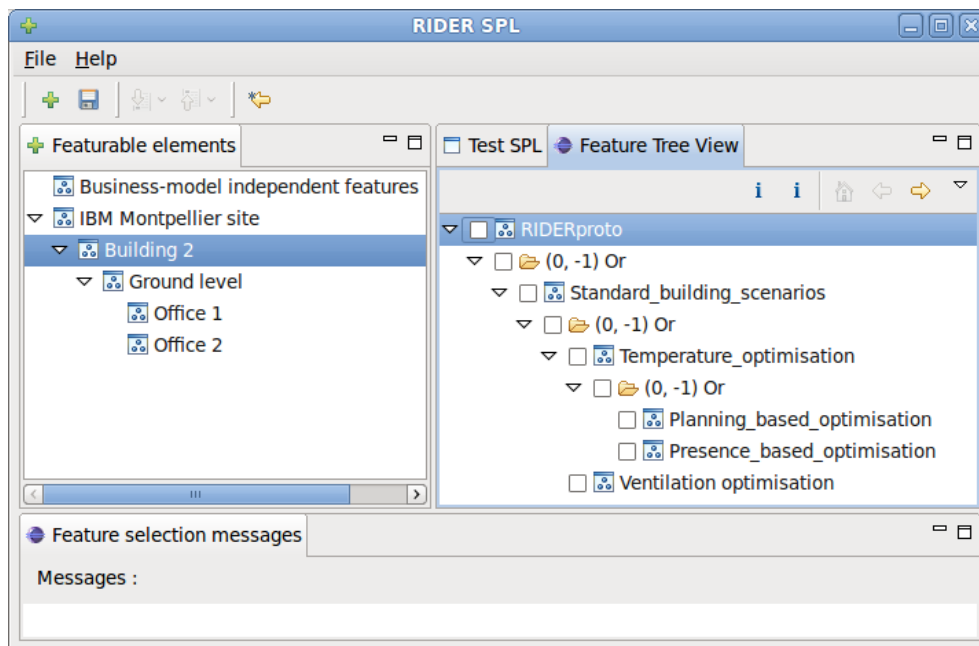 RIDER SPL
File Help
Featurable elements
Business-model independent features
IBM Montpellier site
Building 2
Ground level
Office 1
Office 2
Test SPL Feature Tree View
i i
RIDERproto
(0, -1) Or
Standard_building_scenarios
(0, -1) Or
Temperature_optimisation
(0, -1) Or
Planning_based_optimisation
Presence_based_optimisation
Ventilation optimisation
Feature selection messages
Messages :